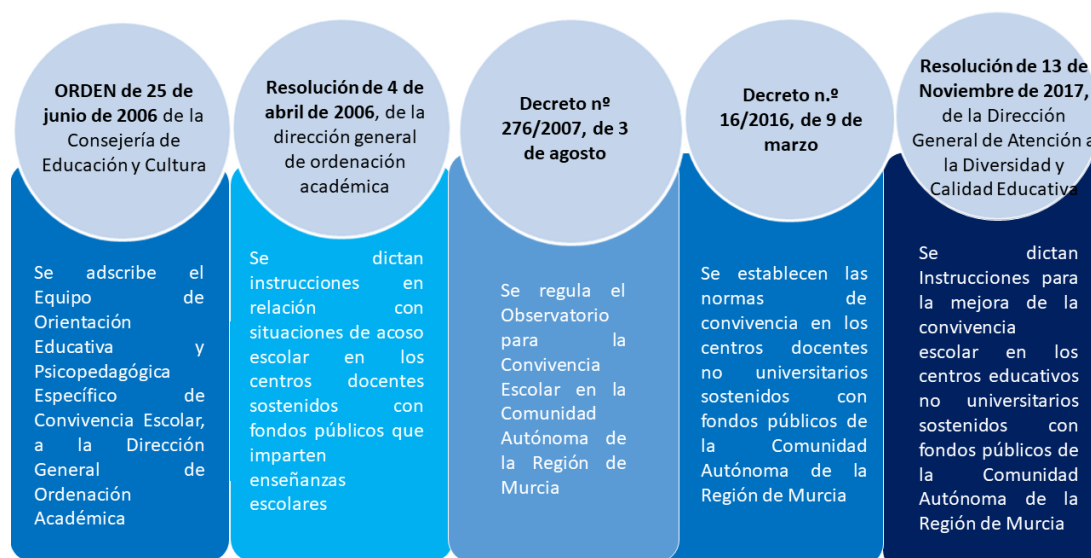 ORDEN de 25 de
junio de 2006 de la
Consejería de
Educación y Cultura
Se adscribe el
Equipo de
Orientación
Educativa y
Psicopedagógica
Específico de
Convivencia Escolar,
a la Dirección
General de
Ordenación
Académica
Resolución de 4 de
abril de 2006, de la
dirección general
de ordenación
académica
Se dictan
instrucciones en
relación con
situaciones de acoso
escolar en los
centros docentes
sostenidos con
fondos públicos que
imparten
enseñanzas
escolares
Decreto nº
276/2007, de 3
de agosto
Se regula el
Observatorio
para la
Convivencia
Escolar en la
Comunidad
Autónoma de
la Región de
Murcia
Decreto n.º
16/2016, de 9 de
marzo
Se establecen las
normas de
convivencia en los
centros docentes
no universitarios
sostenidos con
fondos públicos de
la Comunidad
Autónoma de la
Región de Murcia
Resolución de 13 de
Noviembre de 2017,
de la Dirección
General de Atención a
la Diversidad y
Calidad Educativa
Se dictan
Instrucciones para
la mejora de la
convivencia
escolar en los
centros educativos
no universitarios
sostenidos con
fondos públicos de
la Comunidad
Autónoma de la
Región de Murcia